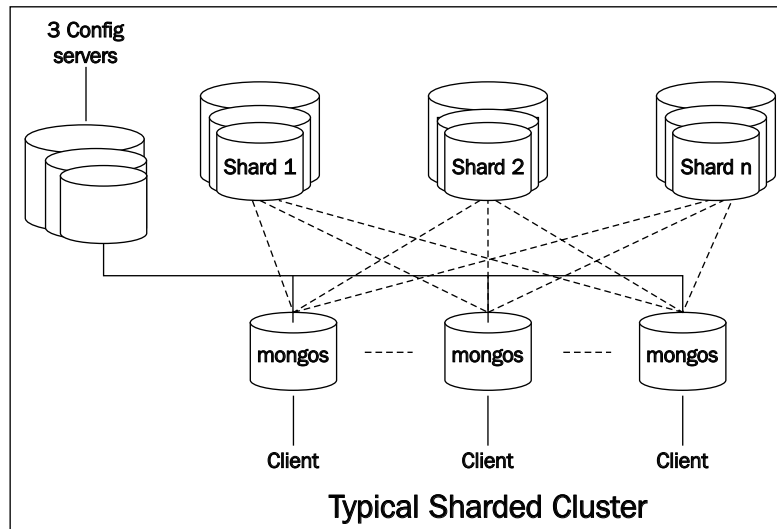 3 Config
servers
Shard 1
Shard 2
Shard n
mongos
mongos
mongos
Client
Client
Client
Typical Sharded Cluster